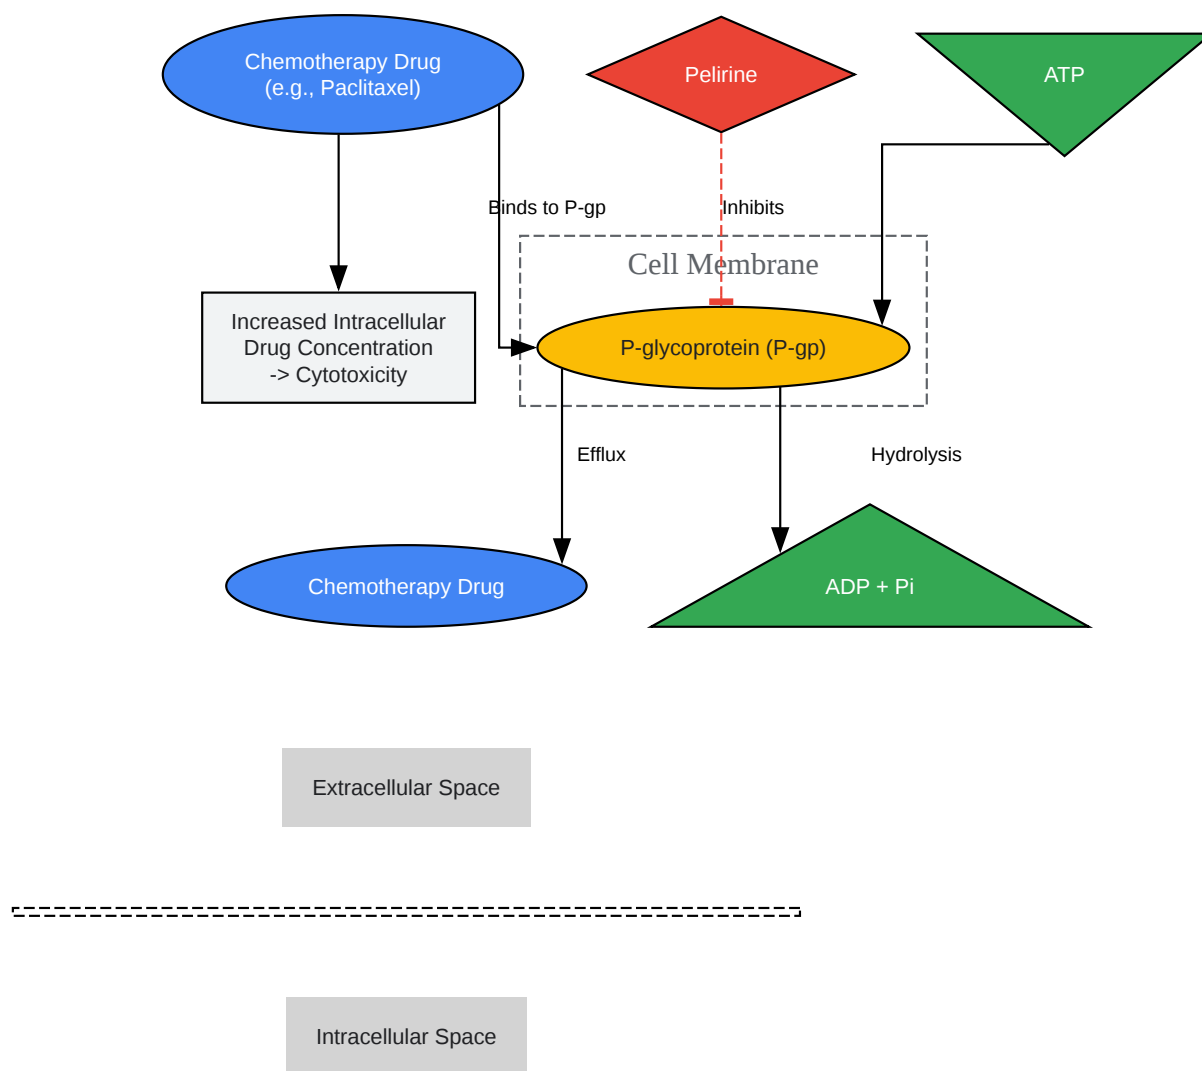 Chemotherapy Drug
(e.g., Paclitaxel)
Pelirine
ATP
Binds to P-gp
Inhibits
Cell Membrane
Increased Intracellular
Drug Concentration
-> Cytotoxicity
P-glycoprotein (P-gp)
Efflux
Hydrolysis
Chemotherapy Drug
ADP + Pi
Extracellular Space
Intracellular Space